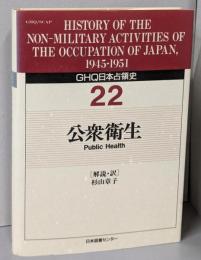 GHQ/SCAP
HISTORY OF THE
NON-MILITARY ACTIVITIES OF
THE OCCUPATION OF JAPAN,
1945-1951
GHQ日本占領史
22
公衆衛生
Public Health
[解説・訳]
杉山章子
日本図書センター